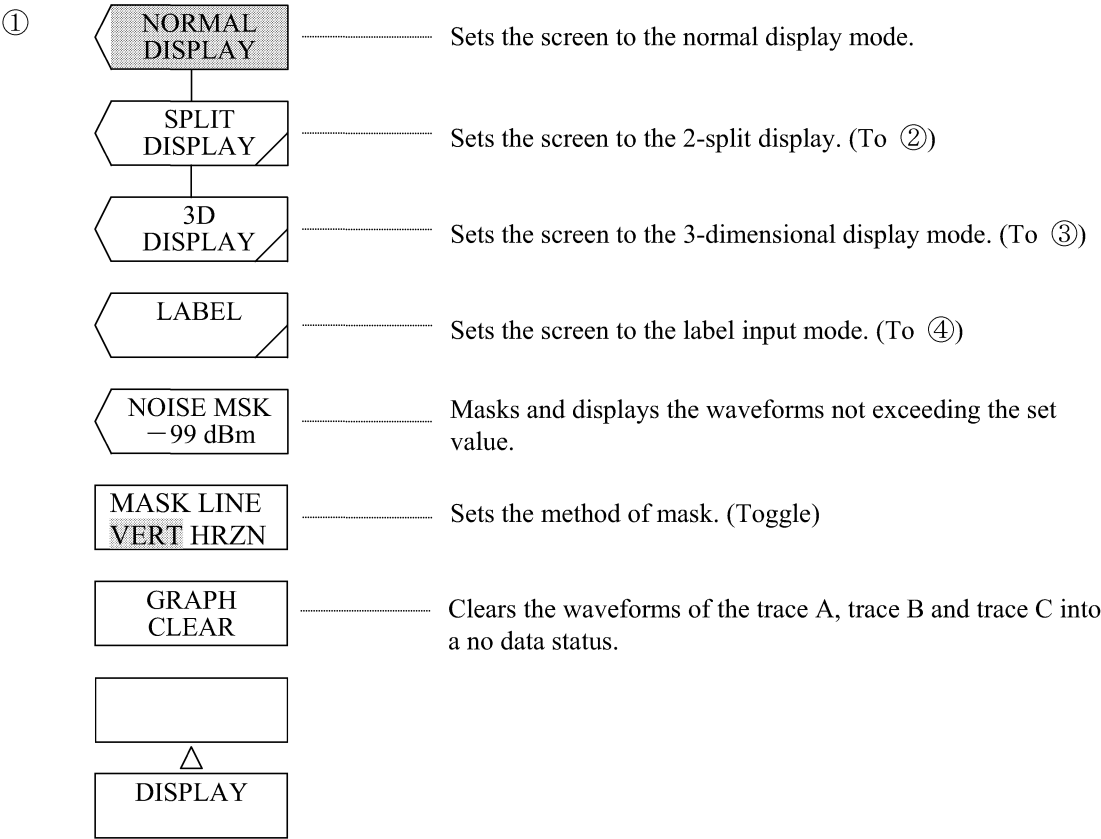 ①
NORMAL
DISPLAY
Sets the screen to the normal display mode.
SPLIT
DISPLAY
Sets the screen to the 2-split display. (To ②)
3D
DISPLAY
Sets the screen to the 3-dimensional display mode. (To ③)
LABEL
Sets the screen to the label input mode. (To ④)
NOISE MSK
－99 dBm
Masks and displays the waveforms not exceeding the set
value.
MASK LINE
VERT HRZN
Sets the method of mask. (Toggle)
GRAPH
CLEAR
Clears the waveforms of the trace A, trace B and trace C into
a no data status.
DISPLAY